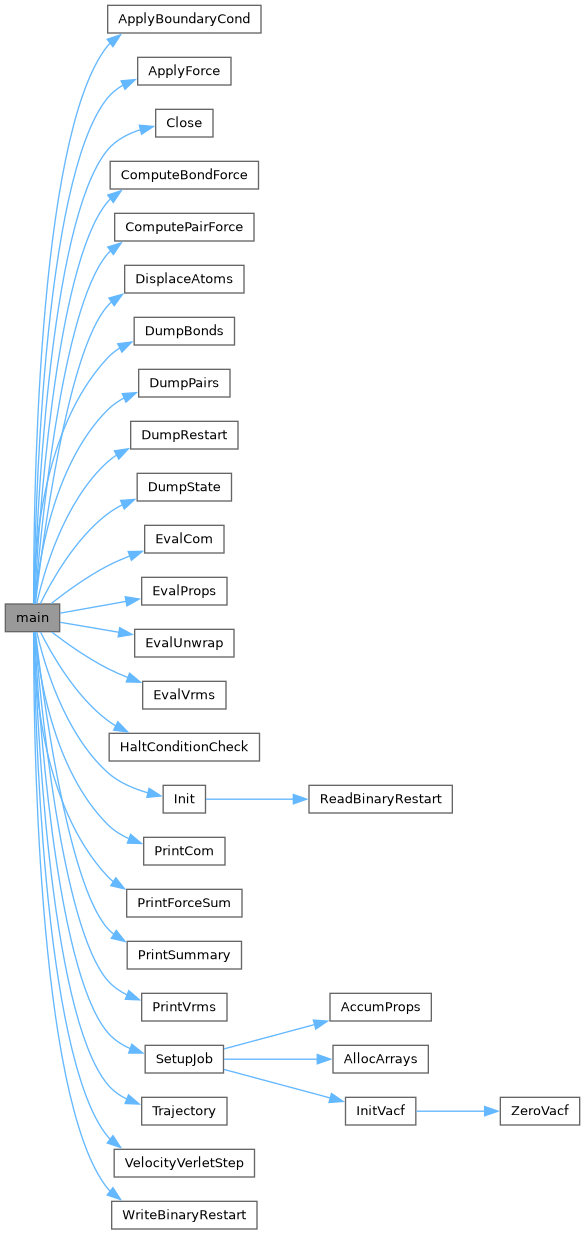 ApplyBoundaryCond
ApplyForce
Close
ComputeBondForce
ComputePairForce
DisplaceAtoms
DumpBonds
DumpPairs
DumpRestart
DumpState
EvalCom
EvalProps
main
EvalUnwrap
EvalVrms
HaltConditionCheck
Init
ReadBinaryRestart
PrintCom
PrintForceSum
PrintSummary
PrintVrms
AccumProps
SetupJob
AllocArrays
Trajectory
InitVacf
ZeroVacf
VelocityVerletStep
WriteBinaryRestart